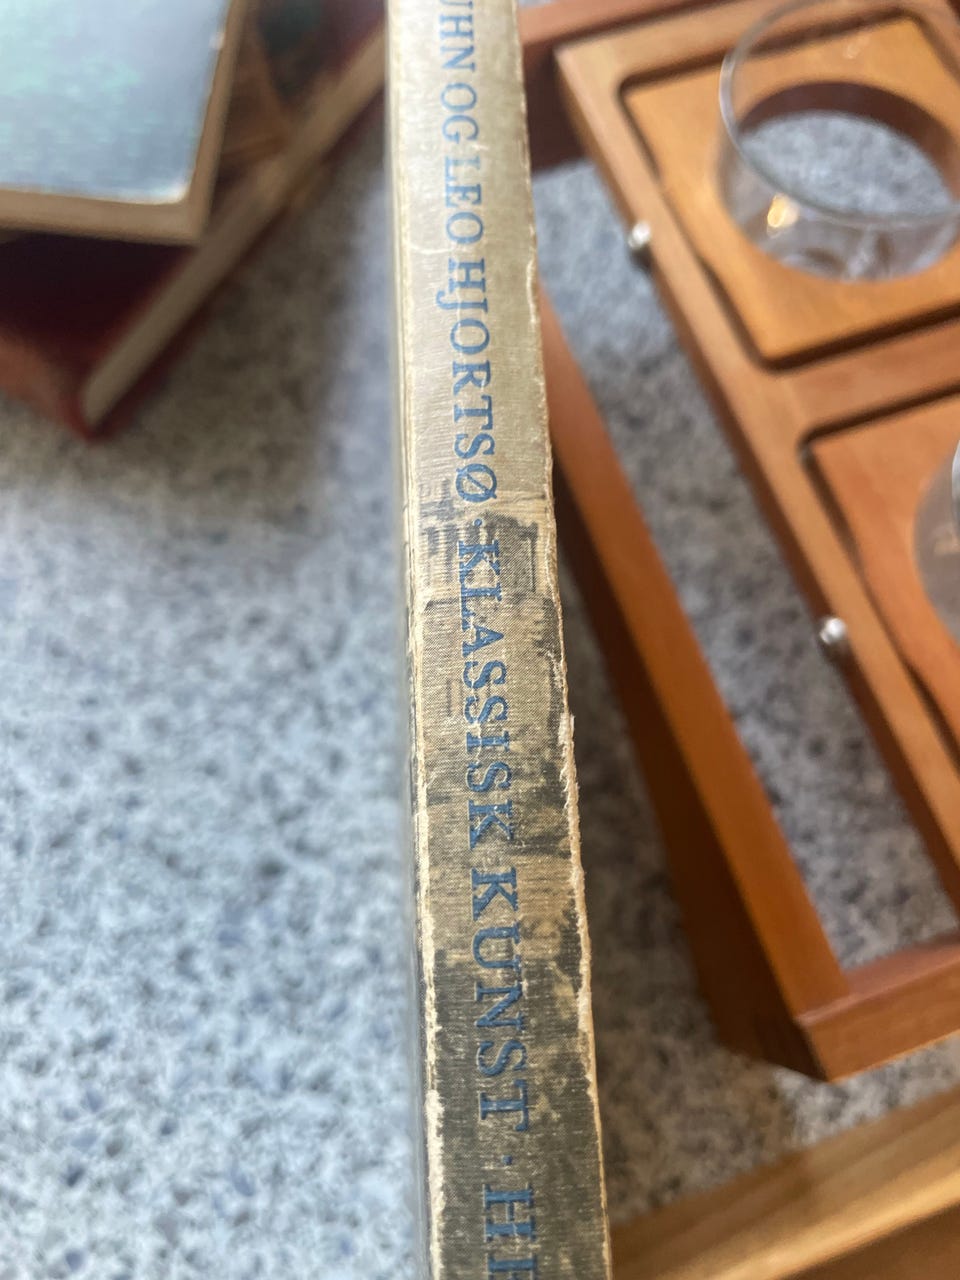 UHN OG LEO HJORTSØ · KLASSISK KUNST · H